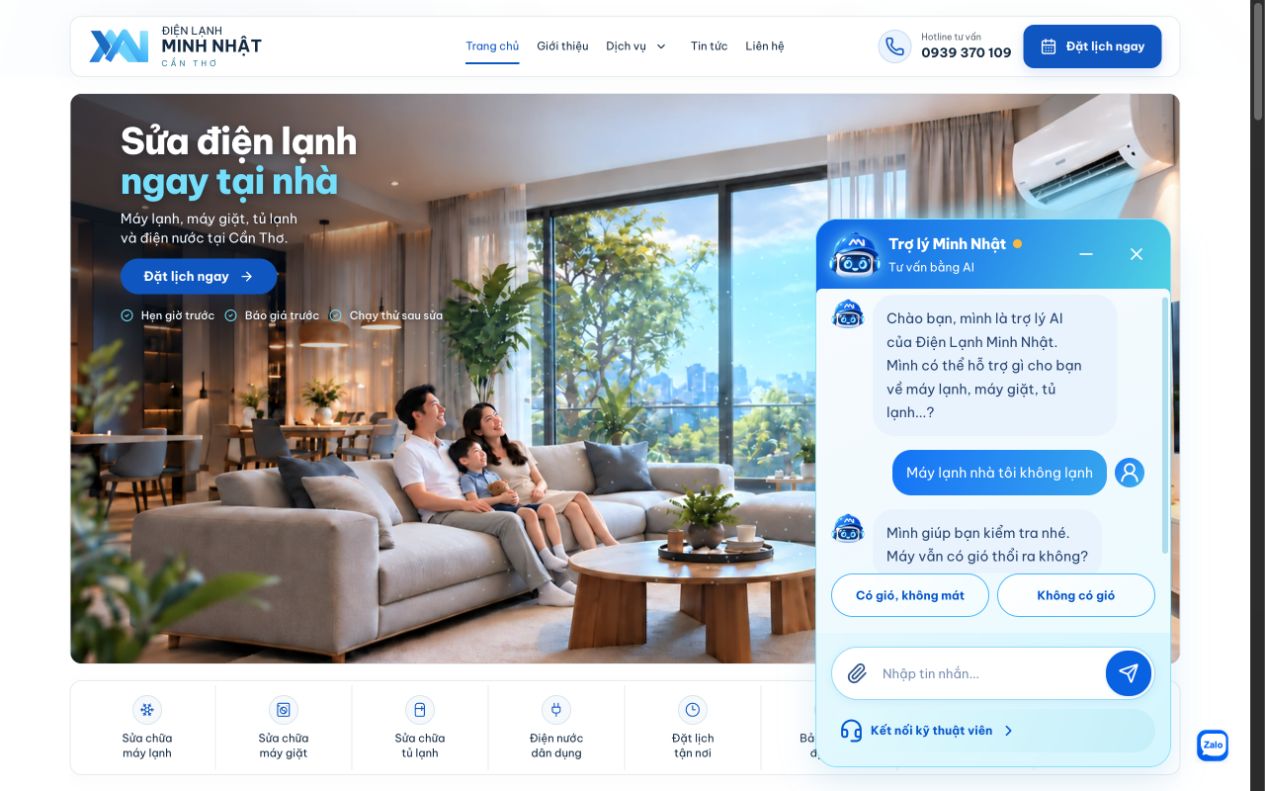 ĐIỆN LẠNH
MINH NHẬT
CẦN THƠ
Trang chủ
Giới thiệu
Dịch vụ
Tin tức
Liên hệ
Hotline tư vấn
0939 370 109
Đặt lịch ngay
Sửa điện lạnh
ngay tại nhà
Máy lạnh, máy giặt, tủ lạnh
và điện nước tại Cần Thơ.
Đặt lịch ngay
Hẹn giờ trước
Báo giá trước
Chạy thử sau sửa
Trợ lý Minh Nhật
Tư vấn bằng AI
Chào bạn, mình là trợ lý AI
của Điện Lạnh Minh Nhật.
Mình có thể hỗ trợ gì cho bạn
về máy lạnh, máy giặt, tủ
lạnh...?
Máy lạnh nhà tôi không lạnh
Mình giúp bạn kiểm tra nhé.
Máy vẫn có gió thổi ra không?
Có gió, không mát
Không có gió
Nhập tin nhắn...
Kết nối kỹ thuật viên
Sửa chữa
máy lạnh
Sửa chữa
máy giặt
Sửa chữa
tủ lạnh
Điện nước
dân dụng
Đặt lịch
tận nơi
Zalo